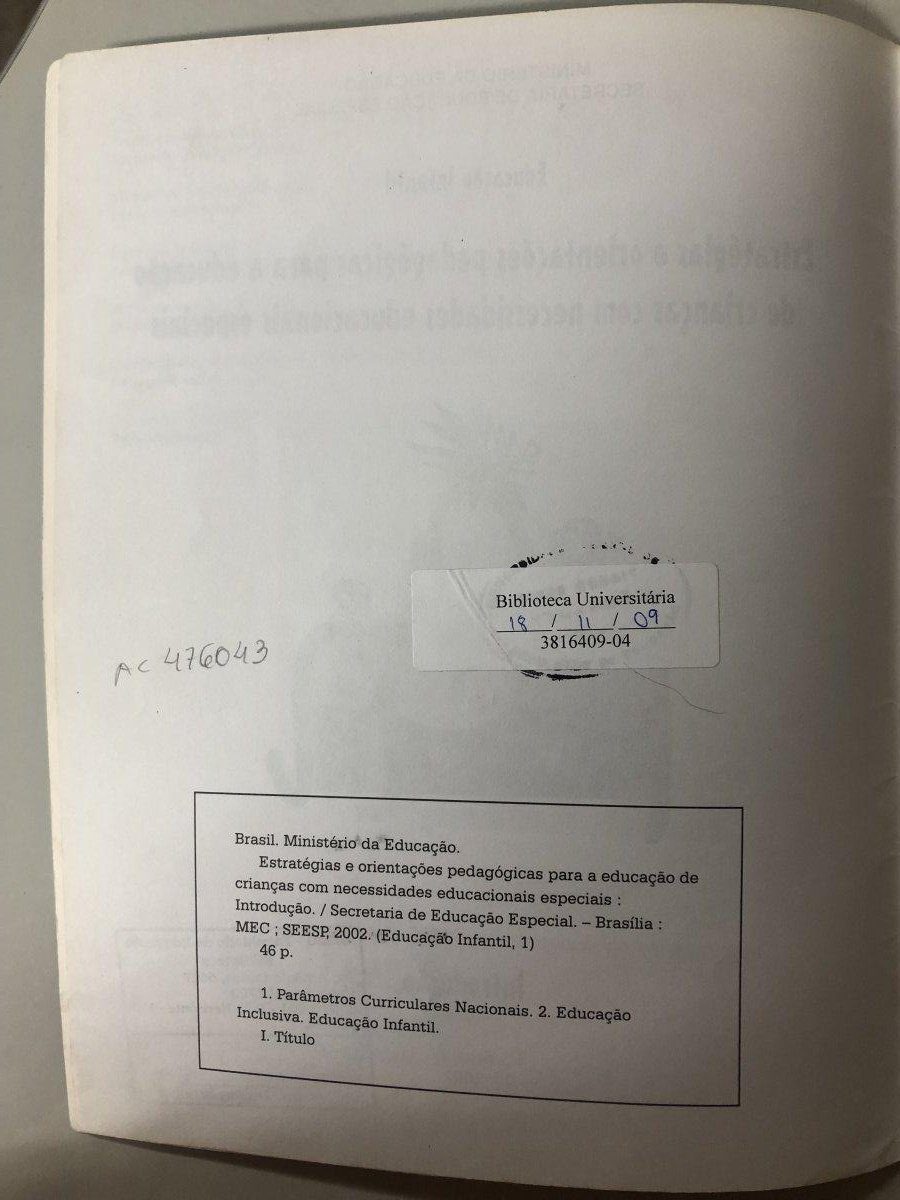 Biblioteca Universitária
18 / 11 / 09
3816409-04
AC 476043
Brasil. Ministério da Educação.
Estratégias e orientações pedagógicas para a educação de
crianças com necessidades educacionais especiais :
Introdução. / Secretaria de Educação Especial. – Brasília :
MEC ; SEESP, 2002. (Educação Infantil, 1)
46 p.
1. Parâmetros Curriculares Nacionais. 2. Educação
Inclusiva. Educação Infantil.
I. Título